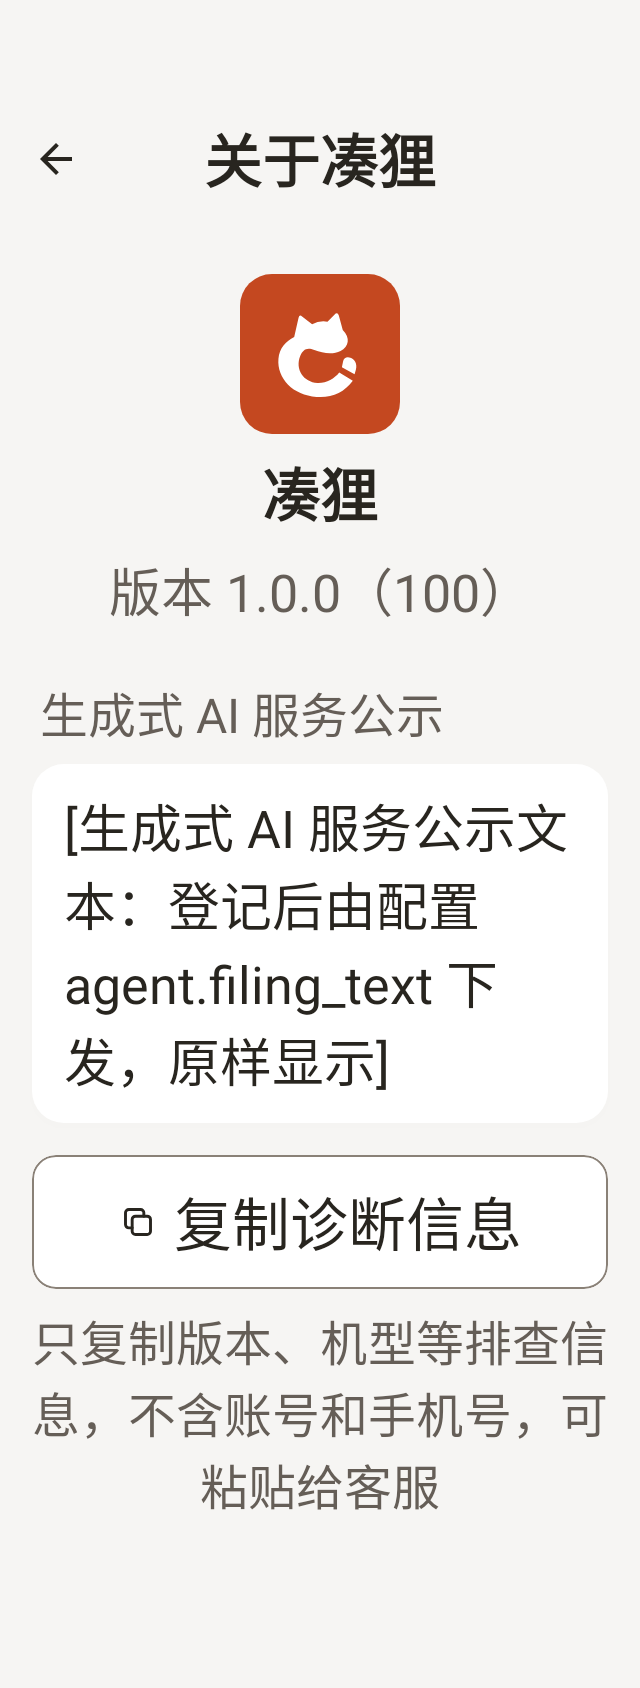 关于凑狸
凑狸
版本 1.0.0（100）
生成式 AI 服务公示
[生成式 AI 服务公示文
本：登记后由配置
agent.filing_text 下
发，原样显示]
复制诊断信息
只复制版本、机型等排查信
息，不含账号和手机号，可
粘贴给客服